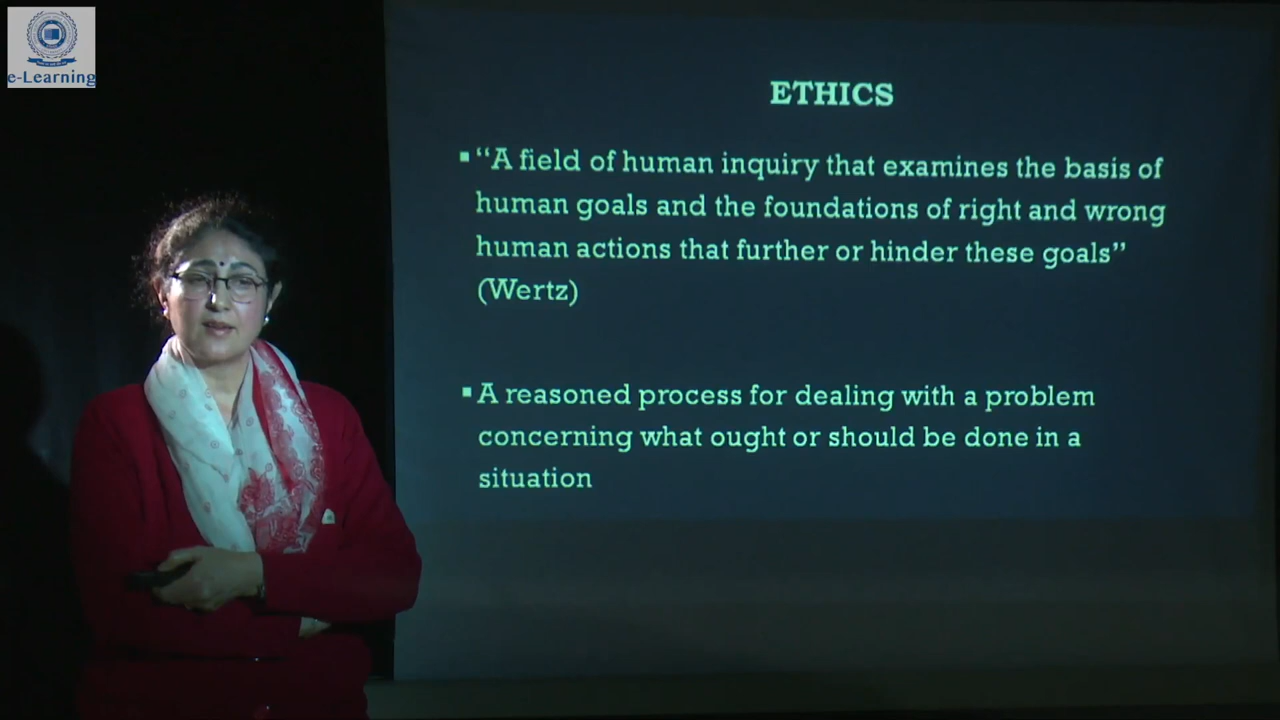 e-Learning
ETHICS
▪ “A field of human inquiry that examines the basis of
human goals and the foundations of right and wrong
human actions that further or hinder these goals”
(Wertz)
▪ A reasoned process for dealing with a problem
concerning what ought or should be done in a
situation